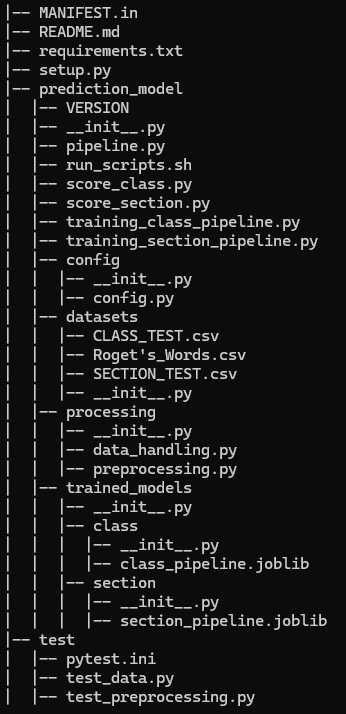 |-- MANIFEST.in
|-- README.md
|-- requirements.txt
|-- setup.py
|-- prediction_model
|  |-- VERSION
|  |-- __init__.py
|  |-- pipeline.py
|  |-- run_scripts.sh
|  |-- score_class.py
|  |-- score_section.py
|  |-- training_class_pipeline.py
|  |-- training_section_pipeline.py
|  |-- config
|  |  |-- __init__.py
|  |  |-- config.py
|  |-- datasets
|  |  |-- CLASS_TEST.csv
|  |  |-- Roget's_Words.csv
|  |  |-- SECTION_TEST.csv
|  |  |-- __init__.py
|  |-- processing
|  |  |-- __init__.py
|  |  |-- data_handling.py
|  |  |-- preprocessing.py
|  |-- trained_models
|  |  |-- __init__.py
|  |  |-- class
|  |  |  |-- __init__.py
|  |  |  |-- class_pipeline.joblib
|  |  |-- section
|  |  |  |-- __init__.py
|  |  |  |-- section_pipeline.joblib
|-- test
|  |-- pytest.ini
|  |-- test_data.py
|  |-- test_preprocessing.py